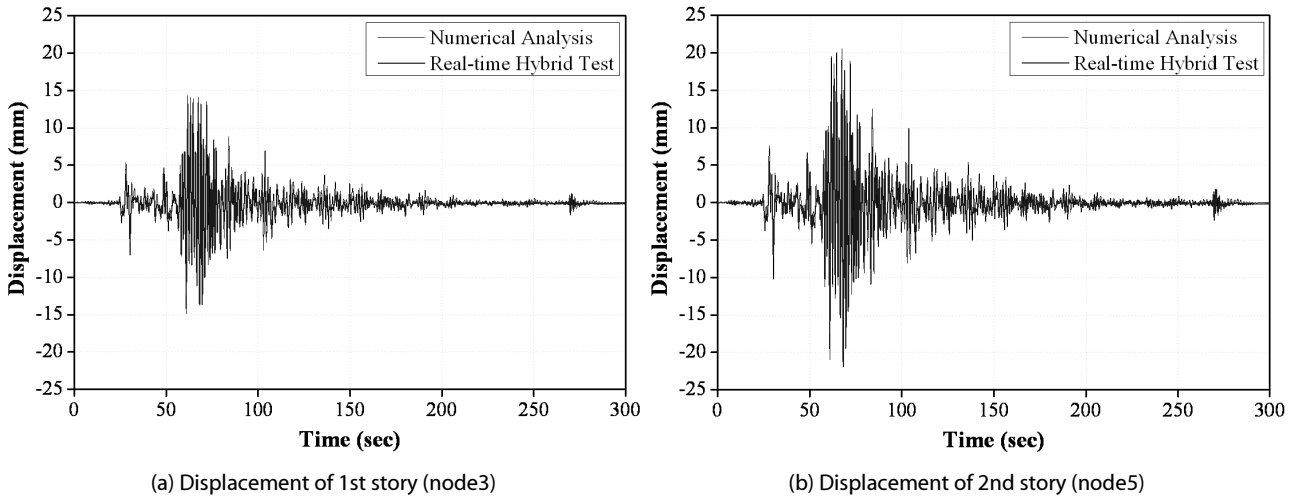 25
20
15
10
5
0
-5
-10
-15
-20
-25
Displacement (mm)
Numerical Analysis
Real-time Hybrid Test
0 50 100 150 200 250 300
Time (sec)
(a) Displacement of 1st story (node3)
25
20
15
10
5
0
-5
-10
-15
-20
-25
Displacement (mm)
Numerical Analysis
Real-time Hybrid Test
0 50 100 150 200 250 300
Time (sec)
(b) Displacement of 2nd story (node5)